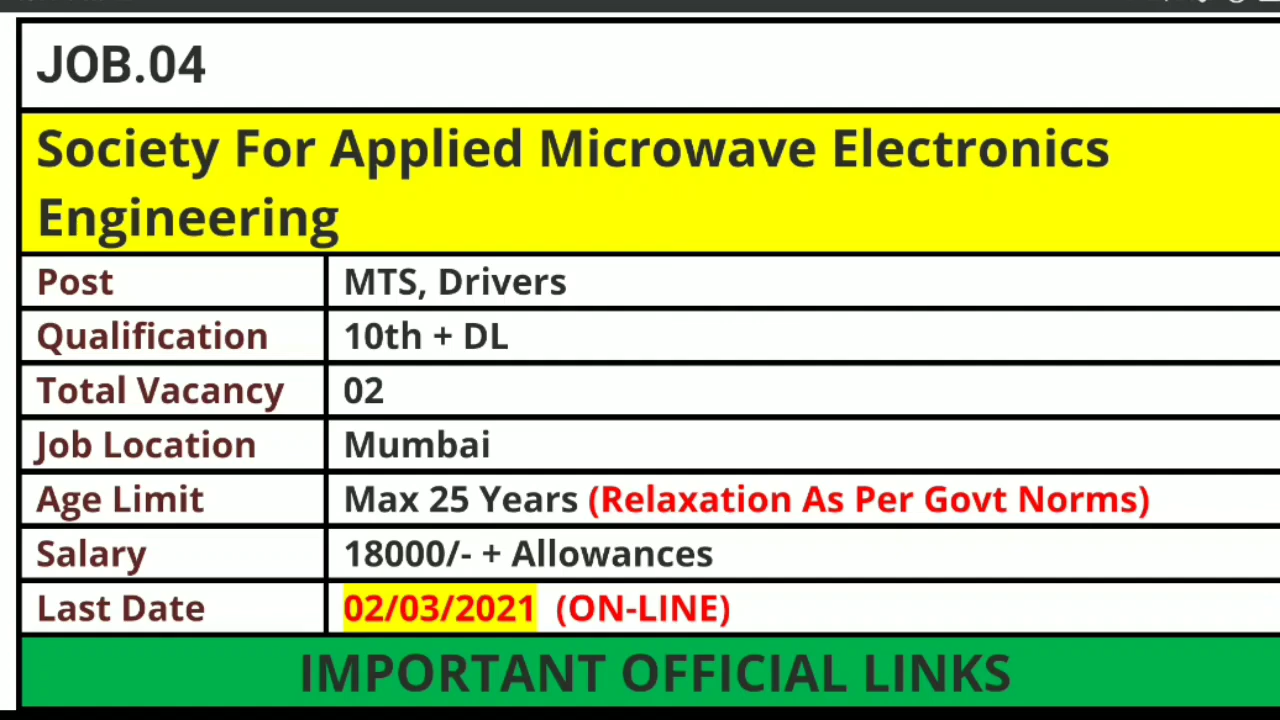 JOB.04
Society For Applied Microwave Electronics
Engineering
Post MTS, Drivers
Qualification 10th + DL
Total Vacancy 02
Job Location Mumbai
Age Limit Max 25 Years (Relaxation As Per Govt Norms)
Salary 18000/- + Allowances
Last Date 02/03/2021 (ON-LINE)
IMPORTANT OFFICIAL LINKS